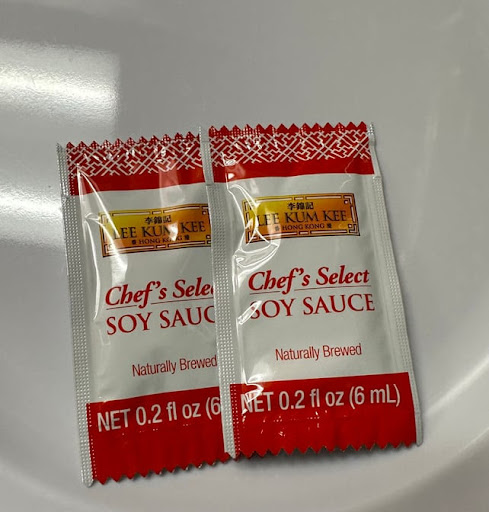 李錦記
LEE KUM KEE
HONG KONG
Chef's Selec
SOY SAUC
Naturally Brewed
NET 0.2 fl oz (6
李錦記
LEE KUM KEE
HONG KONG
Chef's Select
SOY SAUCE
Naturally Brewed
NET 0.2 fl oz (6 mL)